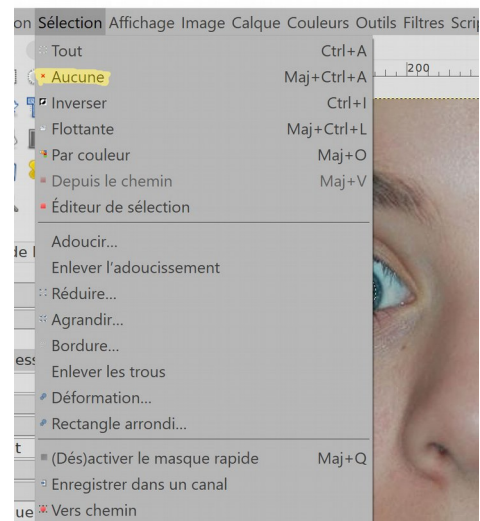 on Sélection Affichage Image Calque Couleurs Outils Filtres Scrip
Tout Ctrl+A
200
Aucune Maj+Ctrl+A
Inverser Ctrl+I
Flottante Maj+Ctrl+L
Par couleur Maj+O
Depuis le chemin Maj+V
Éditeur de sélection
Adoucir...
Enlever l'adoucissement
Réduire...
Agrandir...
Bordure...
ess
Enlever les trous
Déformation...
Rectangle arrondi...
t
(Dés)activer le masque rapide Maj+Q
Enregistrer dans un canal
ue Vers chemin